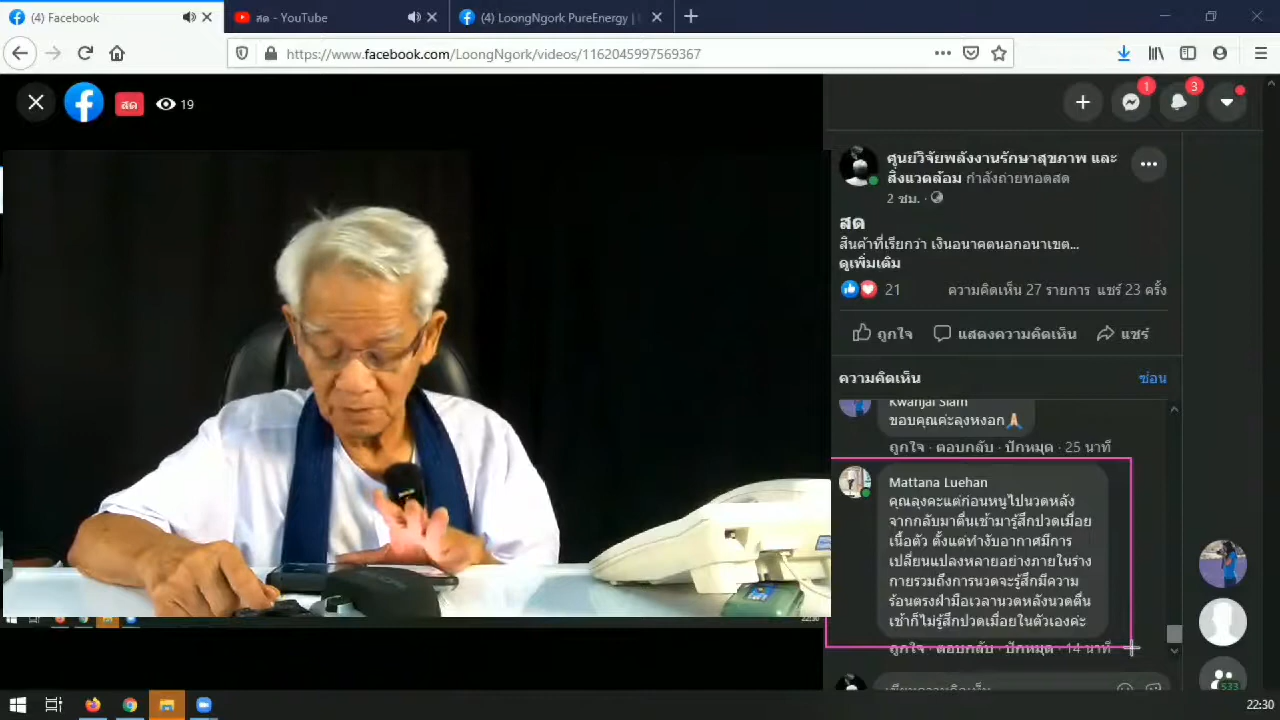 (4) Facebook
สด - YouTube
(4) LoongNgork PureEnergy |
https://www.facebook.com/LoongNgork/videos/1162045997569367
สด
19
1
3
ศูนย์วิจัยพลังงานรักษาสุขภาพ และ
สิ่งแวดล้อม กำลังถ่ายทอดสด
2 ชม. ·
สด
สินค้าที่เรียกว่า เงินอนาคตนอกอนาเขต...
ดูเพิ่มเติม
21
ความคิดเห็น 27 รายการ แชร์ 23 ครั้ง
ถูกใจ
แสดงความคิดเห็น
แชร์
ความคิดเห็น
ซ่อน
Kwanjai Siam
ขอบคุณค่ะลุงหงอก🙏
ถูกใจ · ตอบกลับ · ปักหมุด · 25 นาที
Mattana Luehan
คุณลุงคะแต่ก่อนหนูไปนวดหลัง
จากกลับมาตื่นเช้ามารู้สึกปวดเมื่อย
เนื้อตัว ตั้งแต่ทำงับอากาศมีการ
เปลี่ยนแปลงหลายอย่างภายในร่าง
กายรวมถึงการนวดจะรู้สึกมีความ
ร้อนตรงฝ่ามือเวลานวดหลังนวดตื่น
เช้าก็ไม่รู้สึกปวดเมื่อยในตัวเองค่ะ
ถูกใจ · ตอบกลับ · ปักหมุด · 14 นาที
เขียนความคิดเห็น
533
22:30
22:30